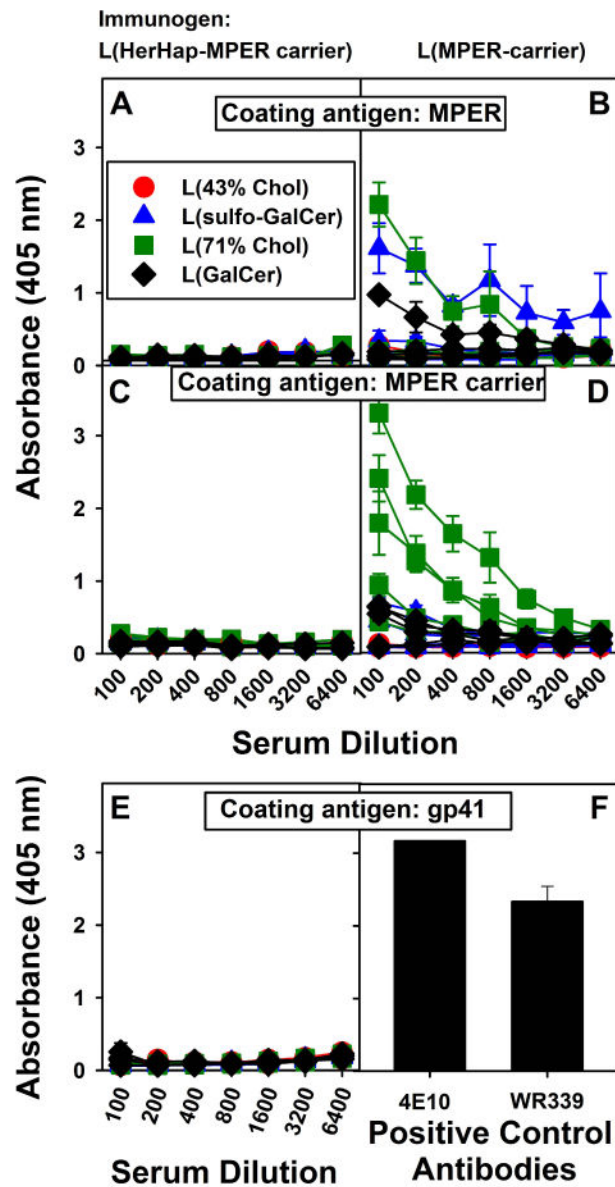 Immunogen:
L(HerHap-MPER carrier) L(MPER-carrier)
A B
Coating antigen: MPER
L(43% Chol)
L(sulfo-GalCer)
L(71% Chol)
L(GalCer)
3
2
1
0
C D
Coating antigen: MPER carrier
3
2
1
0
Absorbance (405 nm)
100 200 400 800 1600 3200 6400 100 200 400 800 1600 3200 6400
Serum Dilution
E F
Coating antigen: gp41
3
2
1
0
Absorbance (405 nm)
100 200 400 800 1600 3200 6400
4E10 WR339
Serum Dilution
Positive Control
Antibodies